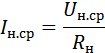 Iн.ср = Uн.ср / Rн